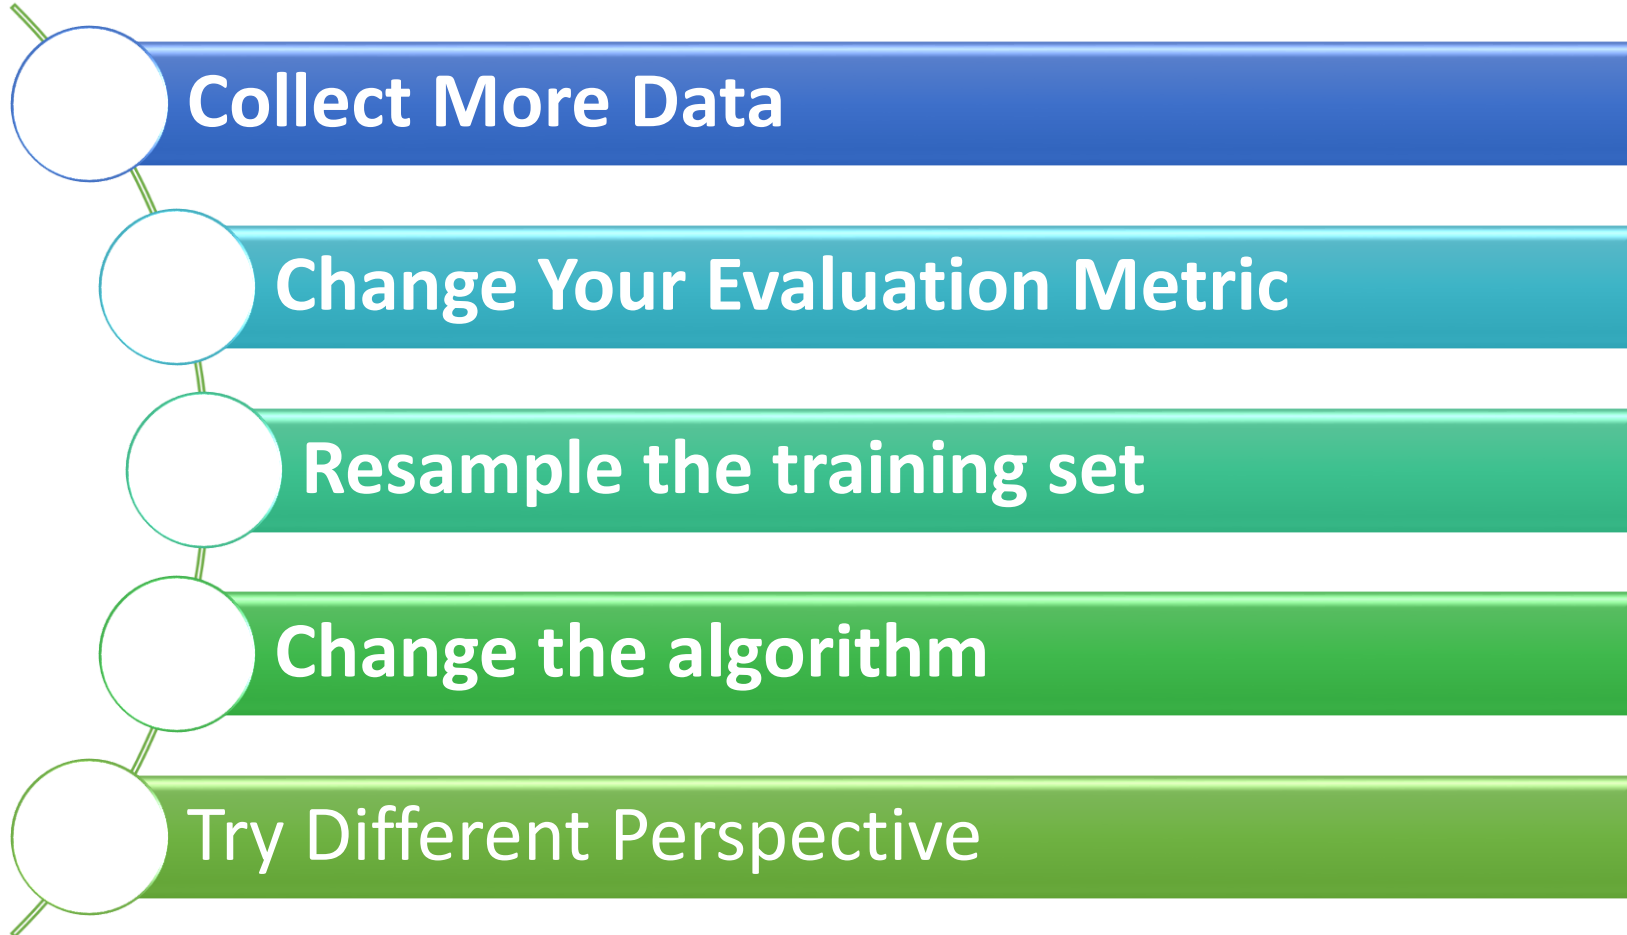 Collect More Data
Change Your Evaluation Metric
Resample the training set
Change the algorithm
Try Different Perspective